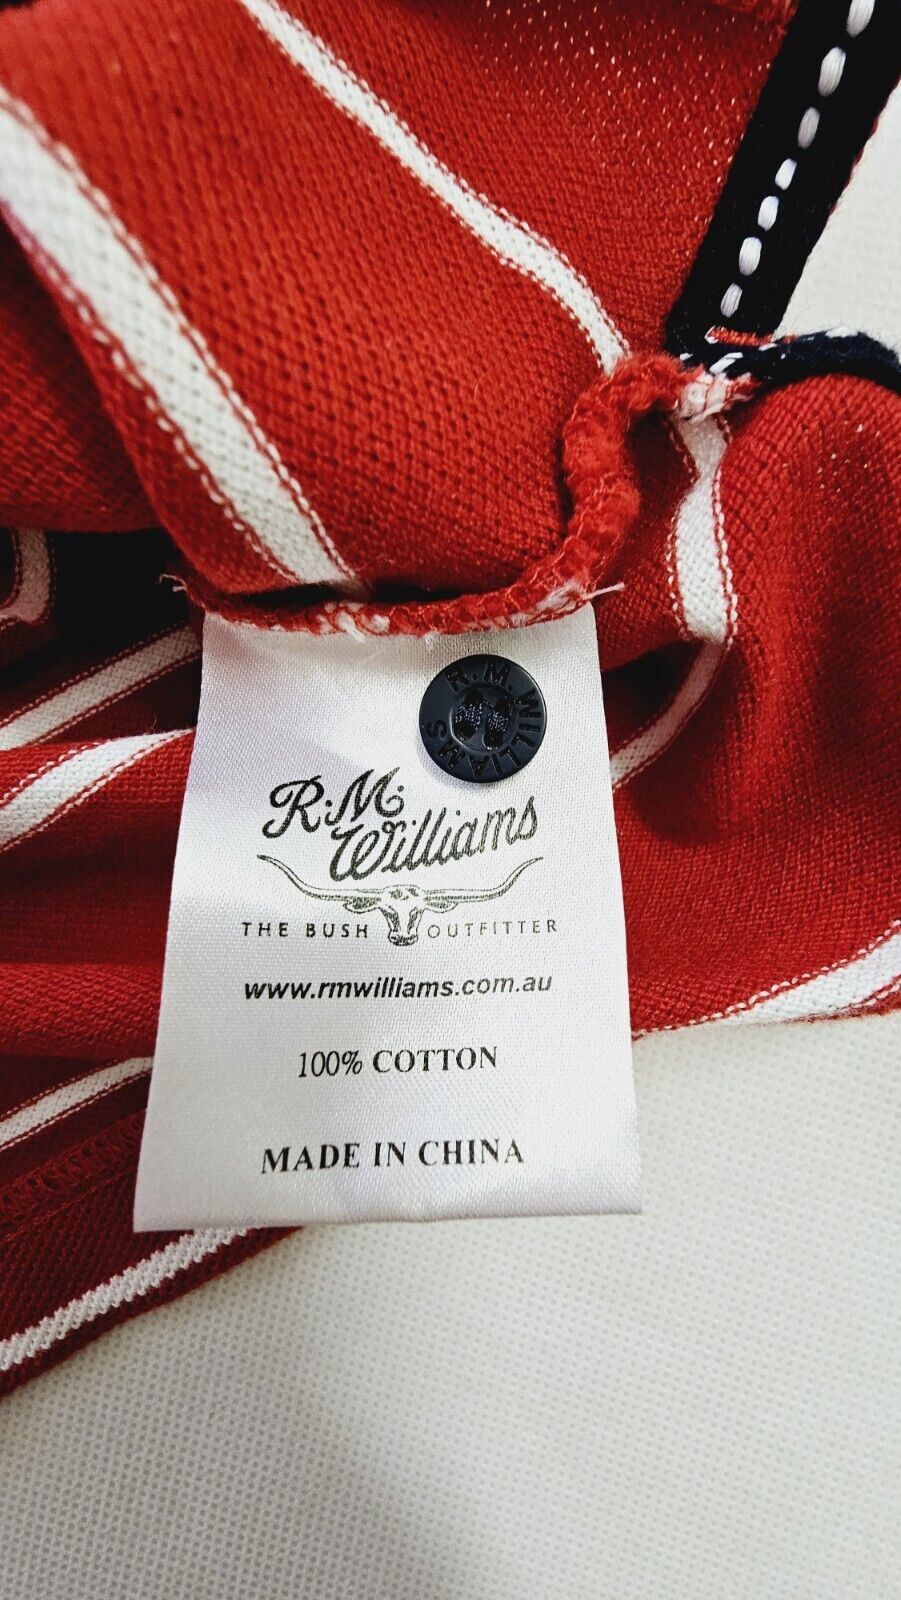 R. M. WILLIAMS
R.M.
Williams
THE BUSH OUTFITTER
www.rmwilliams.com.au
100% COTTON
MADE IN CHINA